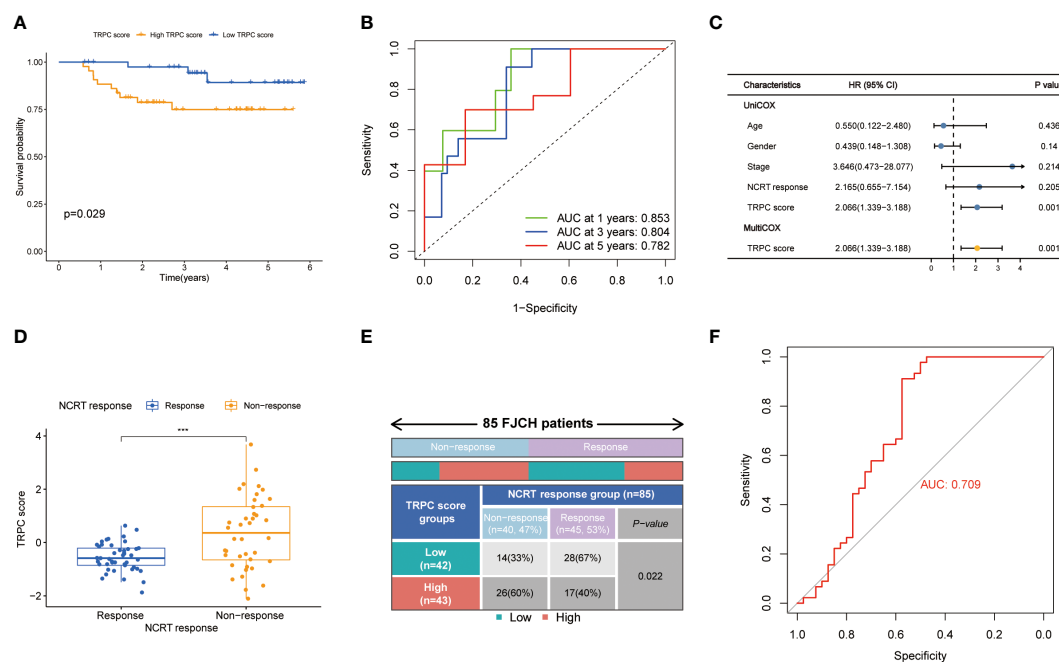 A
TRPC score High TRPC score Low TRPC score
1.00
0.75
0.50
0.25
0.00
Survival probability
p=0.029
0 1 2 3 4 5 6
Time(years)
B
1.0
0.8
0.6
0.4
0.2
0.0
Sensitivity
AUC at 1 years: 0.853
AUC at 3 years: 0.804
AUC at 5 years: 0.782
0.0 0.2 0.4 0.6 0.8 1.0
1−Specificity
C
Characteristics HR (95% CI) P value
UniCOX
Age 0.550(0.122−2.480) 0.436
Gender 0.439(0.148−1.308) 0.14
Stage 3.646(0.473−28.077) 0.214
NCRT response 2.165(0.655−7.154) 0.205
TRPC score 2.066(1.339−3.188) 0.001
MultiCOX
TRPC score 2.066(1.339−3.188) 0.001
0 1 2 3 4
D
NCRT response Response Non−response
***
4
2
0
−2
TRPC score
Response Non−response
NCRT response
E
85 FJCH patients
Non-response Response
TRPC score groups
NCRT response group (n=85)
Non-response (n=40, 47%)
Response (n=45, 53%)
P-value
Low (n=42)
14(33%) 28(67%)
0.022
High (n=43)
26(60%) 17(40%)
Low High
F
1.0
0.8
0.6
0.4
0.2
0.0
Sensitivity
AUC: 0.709
1.0 0.8 0.6 0.4 0.2 0.0
Specificity